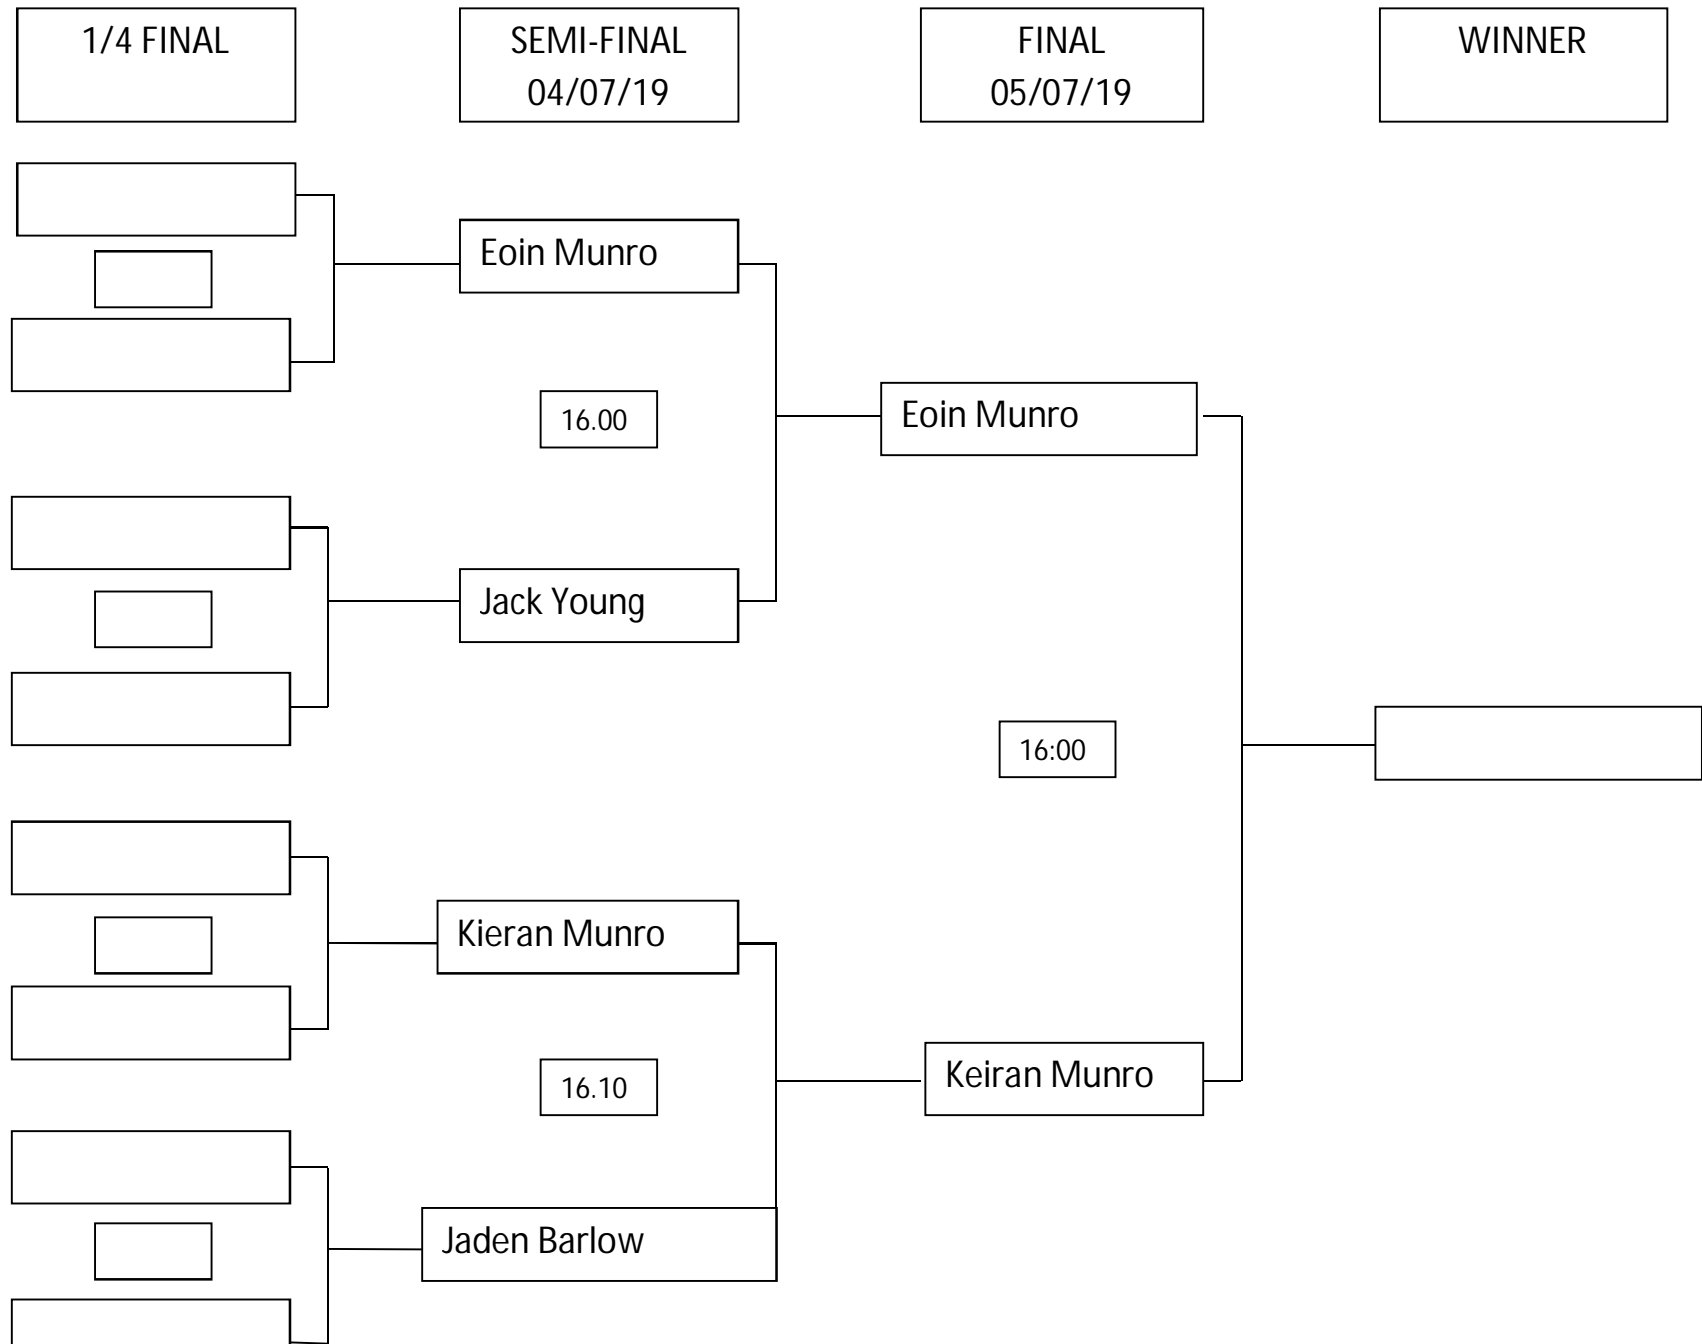 1/4 FINAL
SEMI-FINAL
04/07/19
FINAL
05/07/19
WINNER
Eoin Munro
16.00
Eoin Munro
Jack Young
16:00
Kieran Munro
16.10
Keiran Munro
Jaden Barlow